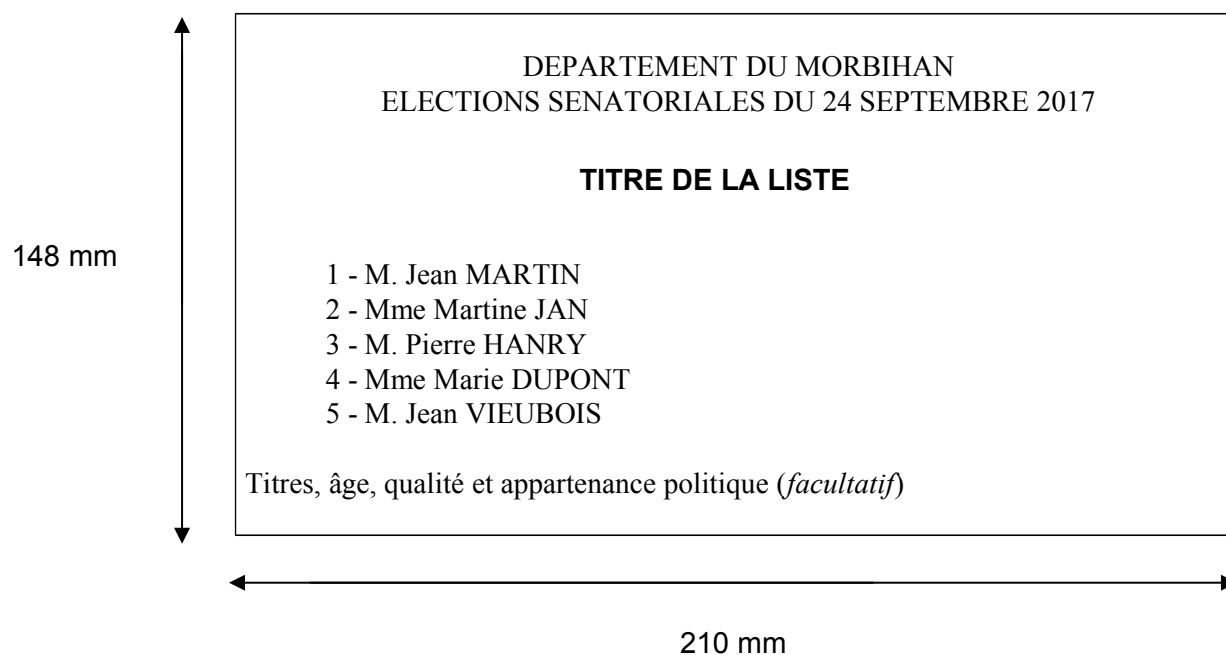 DEPARTEMENT DU MORBIHAN
ELECTIONS SENATORIALES DU 24 SEPTEMBRE 2017
TITRE DE LA LISTE
148 mm
1 - M. Jean MARTIN
2 - Mme Martine JAN
3 - M. Pierre HANRY
4 - Mme Marie DUPONT
5 - M. Jean VIEUBOIS
Titres, âge, qualité et appartenance politique (facultatif)
210 mm